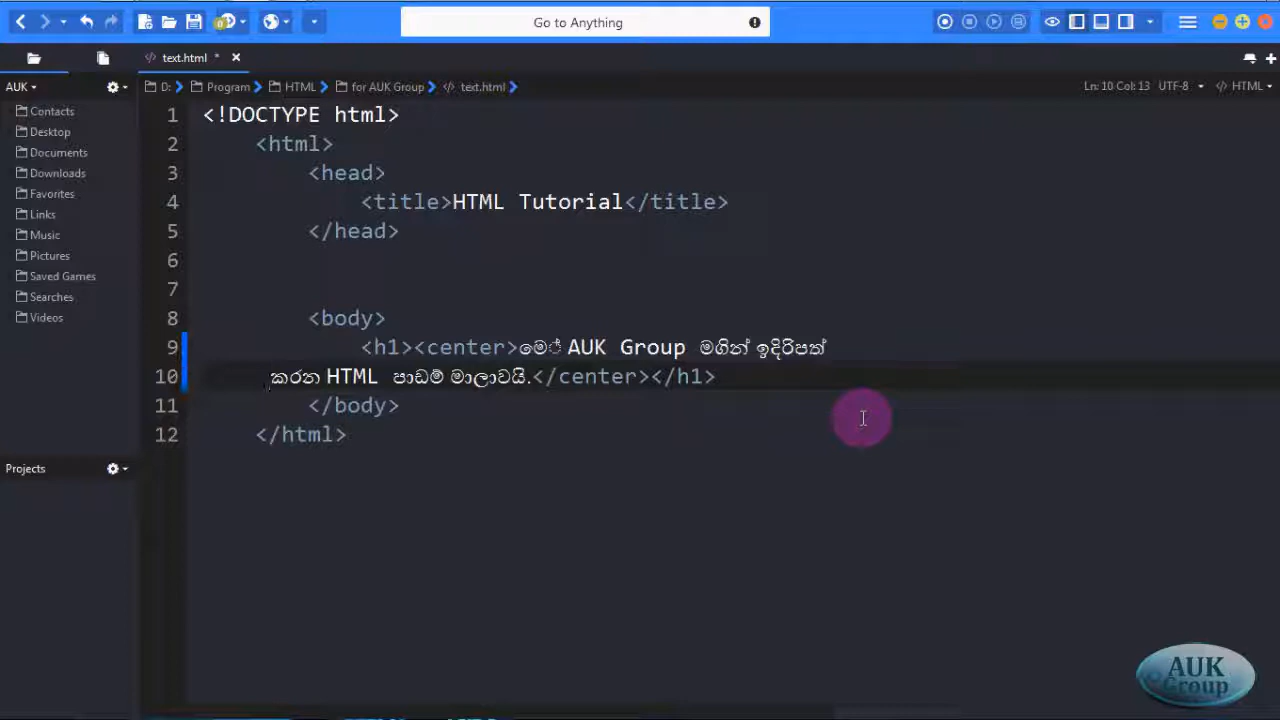 Go to Anything
text.html *
AUK
D: Program HTML for AUK Group text.html
Ln: 10 Col: 13 UTF-8 HTML
Contacts
Desktop
Documents
Downloads
Favorites
Links
Music
Pictures
Saved Games
Searches
Videos
Projects
1 <!DOCTYPE html>
2 <html>
3 <head>
4 <title>HTML Tutorial</title>
5 </head>
6
7
8 <body>
9 <h1><center>මේ AUK Group මගින් ඉදිරිපත්
10 කරන HTML පාඩම් මාලාවයි.</center></h1>
11 </body>
12 </html>
AUK
Group